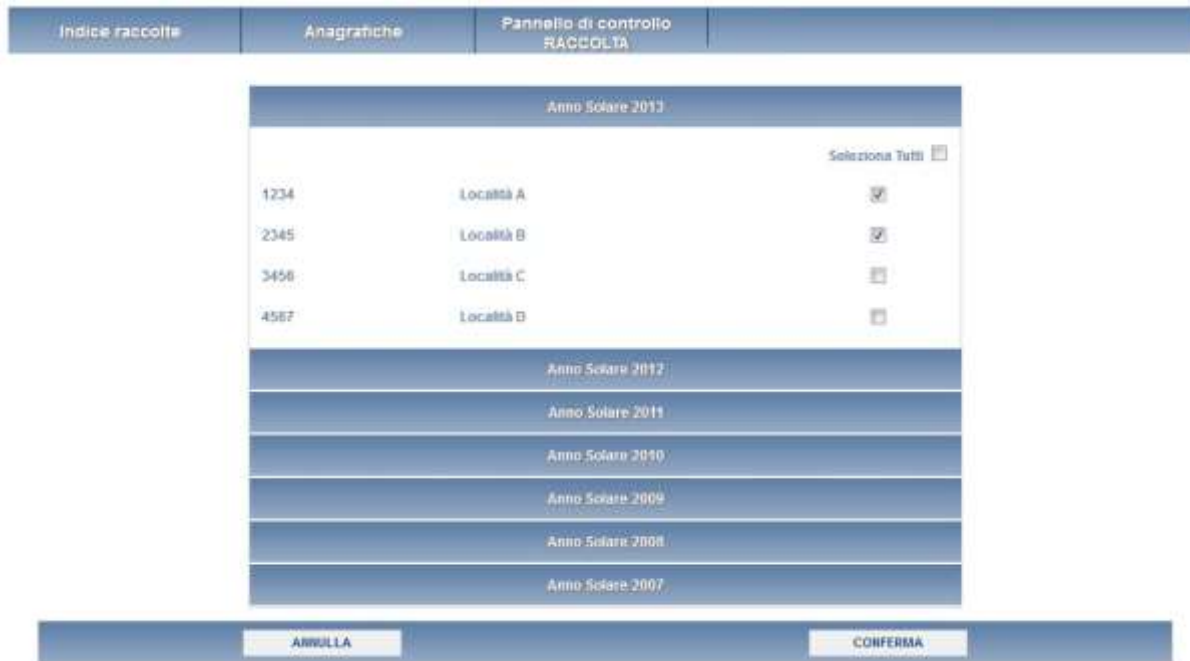 Indice raccolte Anagrafiche Pannello di controllo
RACCOLTA
Anno Solare 2013
Seleziona Tutti
1234 Località A
2345 Località B
3456 Località C
4567 Località D
Anno Solare 2012
Anno Solare 2011
Anno Solare 2010
Anno Solare 2009
Anno Solare 2008
Anno Solare 2007
ANNULLA CONFERMA